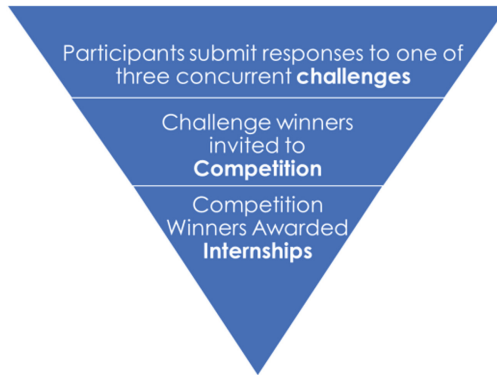 Participants submit responses to one of
three concurrent challenges
Challenge winners
invited to
Competition
Competition
Winners Awarded
Internships